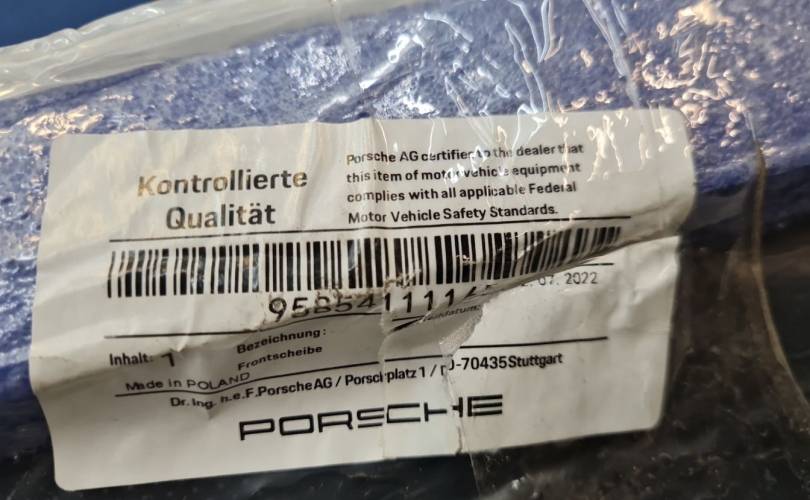 Kontrollierte
Qualität
Porsche AG certifies to the dealer that
this item of motor vehicle equipment
complies with all applicable Federal
Motor Vehicle Safety Standards.
07. 2022
Bezeichnung:
Inhalt: 1
Frontscheibe
Made in POLAND
Dr. Ing. h.e.F.Porsche AG / Porscheplatz 1 / D-70435 Stuttgart
PORSCHE